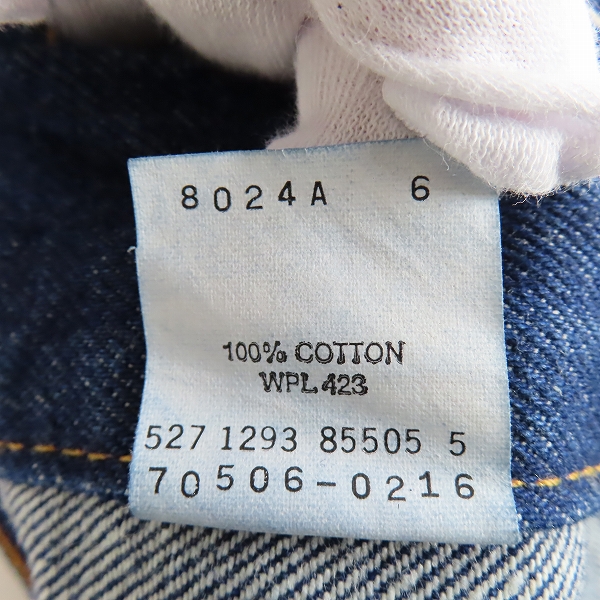 8024A 6
100% COTTON
WPL 423
527 1293 85505 5
70506-0216